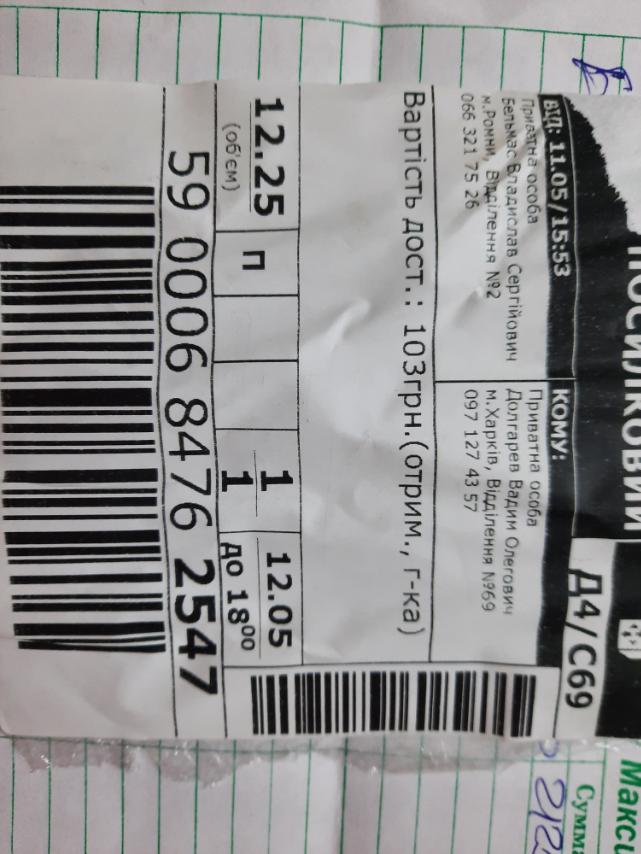 ПОСИЛКОВИЙ
Д4/С69
ВІД: 11.05/15:53
Приватна особа
Бельмас Владислав Сергійович
м.Ромни, Відділення №2
066 321 75 26
КОМУ:
Приватна особа
Долгарев Вадим Олегович
м.Харків, Відділення №69
097 127 43 57
Вартість дост.: 103грн.(отрим., г-ка)
12.25
(об'єм)
П
1
1
12.05
до 18⁰⁰
59 0006 8476 2547
Сумма